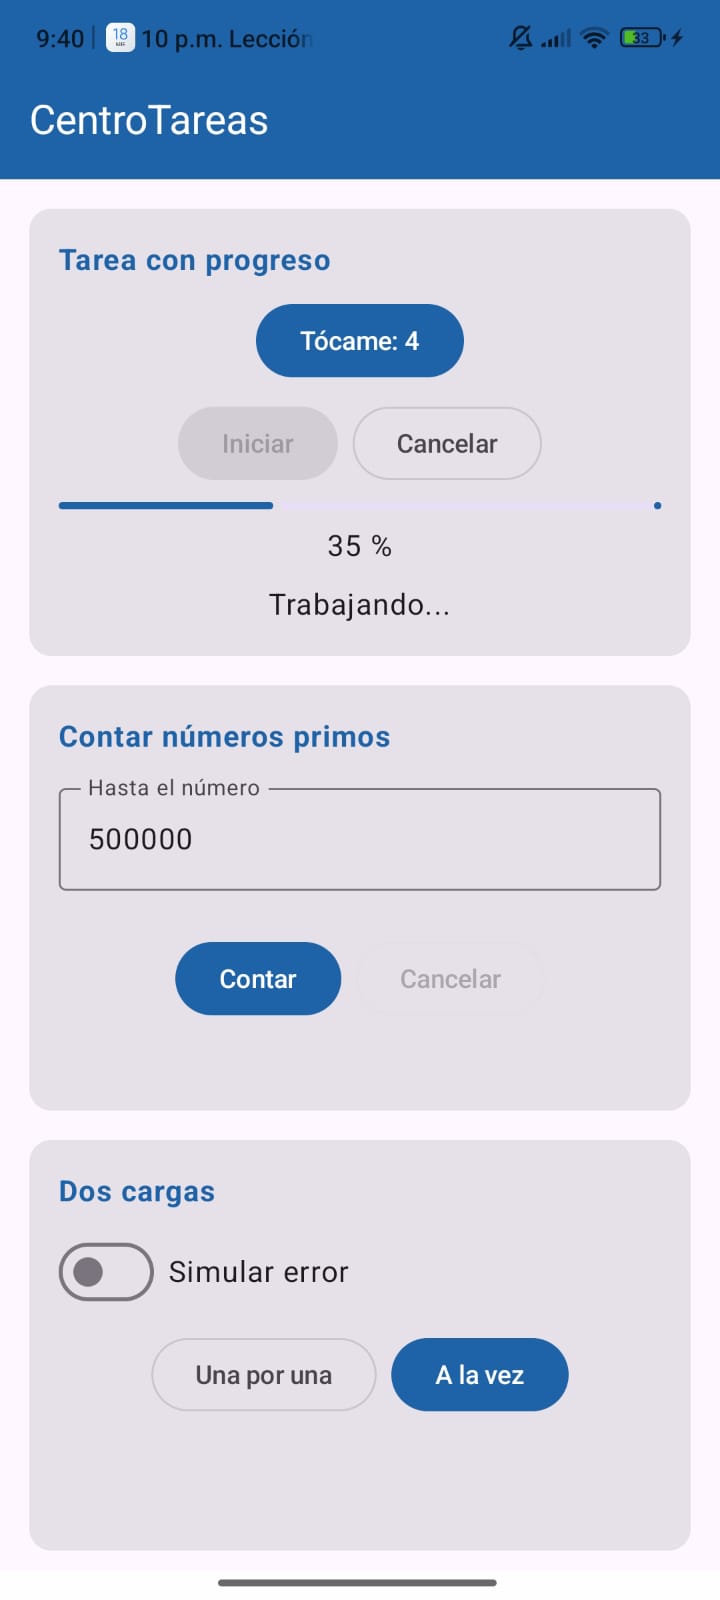 9:40 18 10 p.m. Lección 33
CentroTareas
Tarea con progreso
Tócame: 4
Iniciar Cancelar
35 %
Trabajando...
Contar números primos
Hasta el número
500000
Contar Cancelar
Dos cargas
Simular error
Una por una A la vez